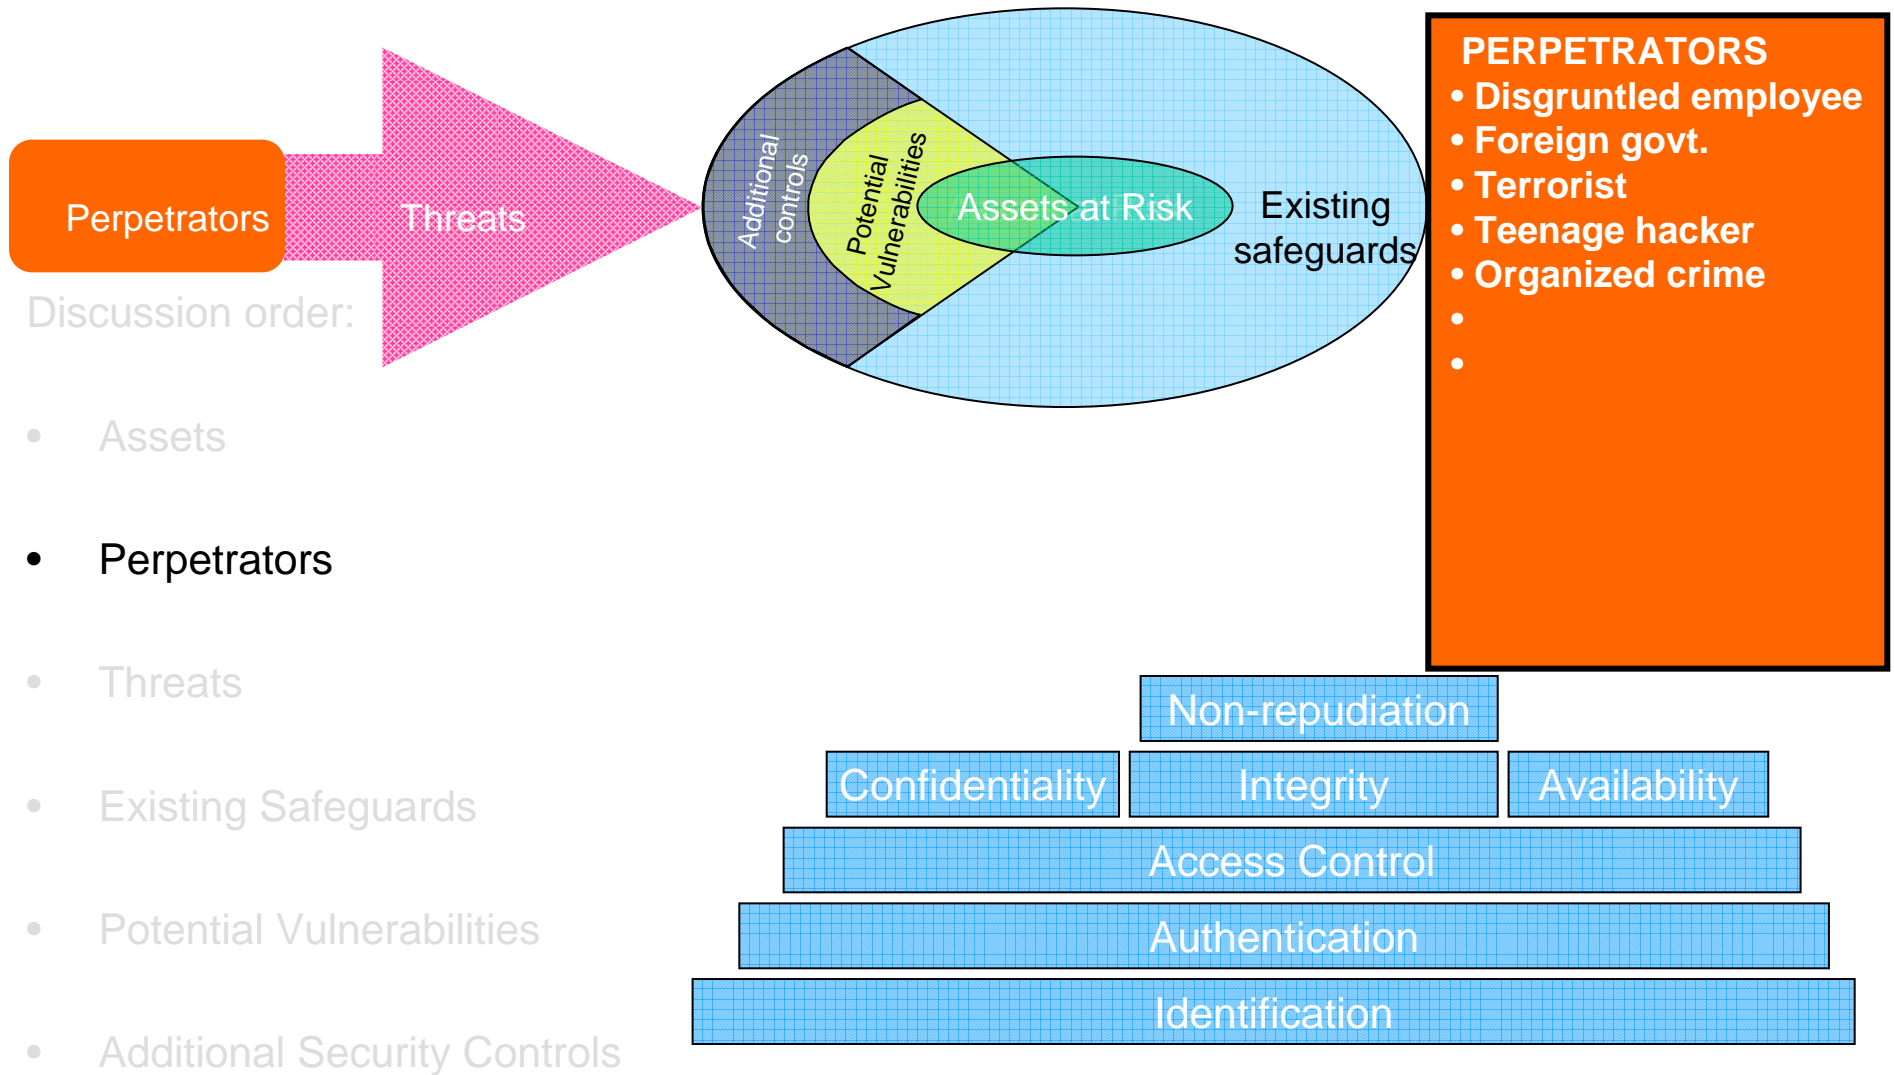 Perpetrators
Threats
Additional
controls
Potential
Vulnerabilities
Assets at Risk
Existing
safeguards
PERPETRATORS
• Disgruntled employee
• Foreign govt.
• Terrorist
• Teenage hacker
• Organized crime
•
•
Discussion order:
• Assets
• Perpetrators
• Threats
• Existing Safeguards
• Potential Vulnerabilities
• Additional Security Controls
Non-repudiation
Confidentiality
Integrity
Availability
Access Control
Authentication
Identification